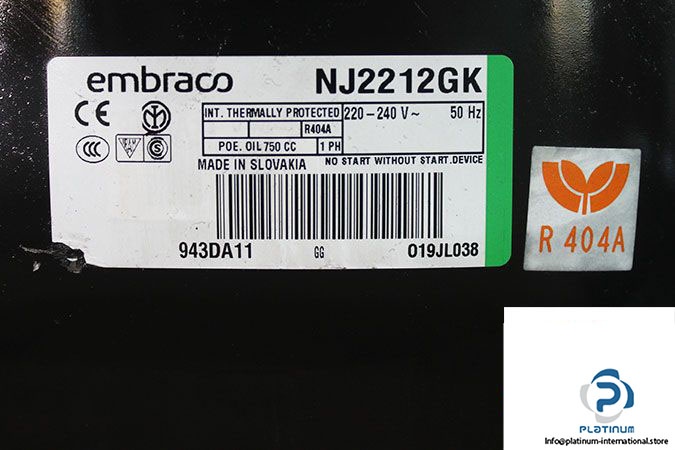 embraco NJ2212GK
CE
INT. THERMALLY PROTECTED 220-240 V~ 50 Hz
R404A
POE. OIL 750 CC 1 PH
CCC
S
MADE IN SLOVAKIA NO START WITHOUT START.DEVICE
943DA11 GG 019JL038
R 404A
P
PLATINUM
Info@platinum-international.store